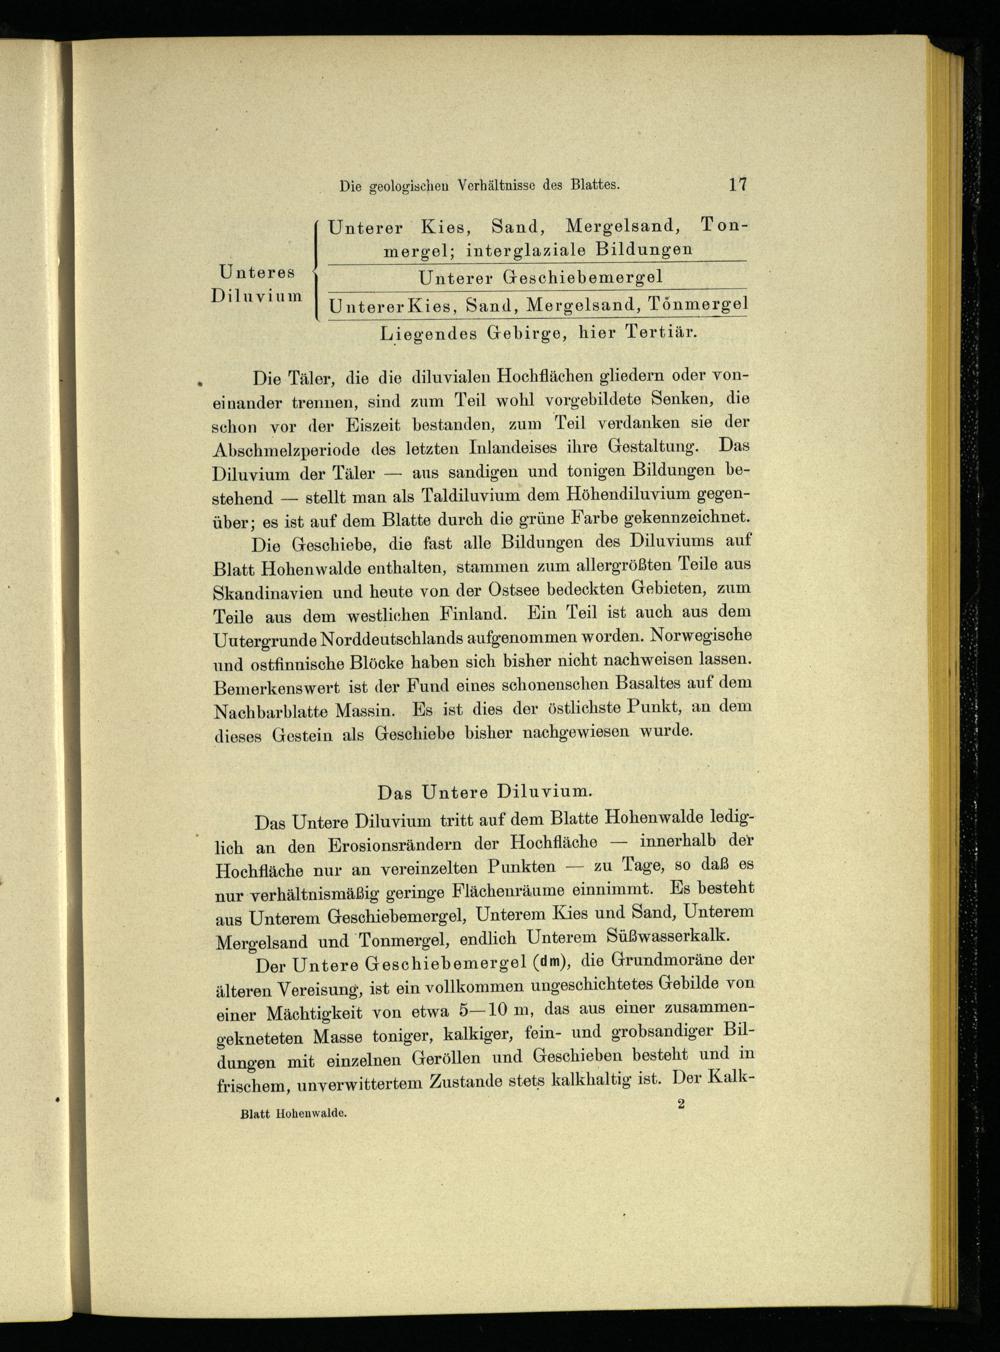 Die geologischen Verhältnisse des Blattes. 17
Unterer Kies, Sand, Mergelsand, Ton-
mergel; interglaziale Bildungen
Unteres
Diluvium
Unterer Geschiebemergel
Unterer Kies, Sand, Mergelsand, Tonmergel
Liegendes Gebirge, hier Tertiär.
Die Täler, die die diluvialen Hochflächen gliedern oder von-
einander trennen, sind zum Teil wohl vorgebildete Senken, die
schon vor der Eiszeit bestanden, zum Teil verdanken sie der
Abschmelzperiode des letzten Inlandeises ihre Gestaltung. Das
Diluvium der Täler — aus sandigen und tonigen Bildungen be-
stehend — stellt man als Taldiluvium dem Höhendiluvium gegen-
über; es ist auf dem Blatte durch die grüne Farbe gekennzeichnet.
Die Geschiebe, die fast alle Bildungen des Diluviums auf
Blatt Hohenwalde enthalten, stammen zum allergrößten Teile aus
Skandinavien und heute von der Ostsee bedeckten Gebieten, zum
Teile aus dem westlichen Finland. Ein Teil ist auch aus dem
Untergrunde Norddeutschlands aufgenommen worden. Norwegische
und ostfinnische Blöcke haben sich bisher nicht nachweisen lassen.
Bemerkenswert ist der Fund eines schonenschen Basaltes auf dem
Nachbarblatte Massin. Es ist dies der östlichste Punkt, an dem
dieses Gestein als Geschiebe bisher nachgewiesen wurde.
Das Untere Diluvium.
Das Untere Diluvium tritt auf dem Blatte Hohenwalde ledig-
lich an den Erosionsrändern der Hochfläche — innerhalb der
Hochfläche nur an vereinzelten Punkten — zu Tage, so daß es
nur verhältnismäßig geringe Flächenräume einnimmt. Es besteht
aus Unterem Geschiebemergel, Unterem Kies und Sand, Unterem
Mergelsand und Tonmergel, endlich Unterem Süßwasserkalk.
Der Untere Geschiebemergel (dm), die Grundmoräne der
älteren Vereisung, ist ein vollkommen ungeschichtetes Gebilde von
einer Mächtigkeit von etwa 5—10 m, das aus einer zusammen-
gekneteten Masse toniger, kalkiger, fein- und grobsandiger Bil-
dungen mit einzelnen Geröllen und Geschieben besteht und in
frischem, unverwittertem Zustande stets kalkhaltig ist. Der Kalk-
Blatt Hohenwalde. 2